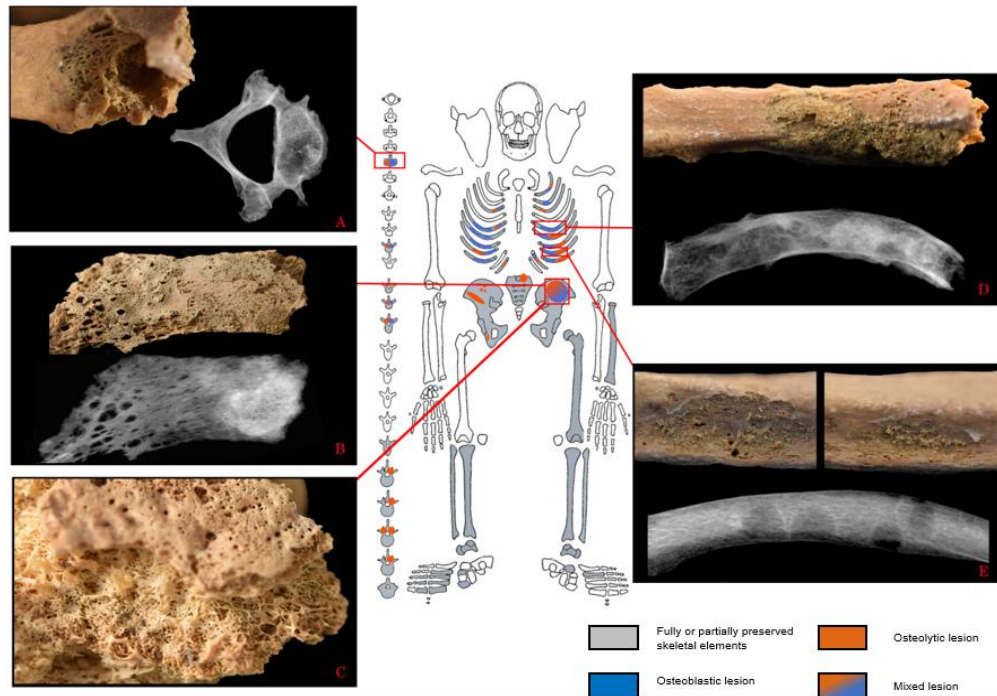 A
B
C
D
E
Fully or partially preserved
skeletal elements
Osteolytic lesion
Osteoblastic lesion
Mixed lesion